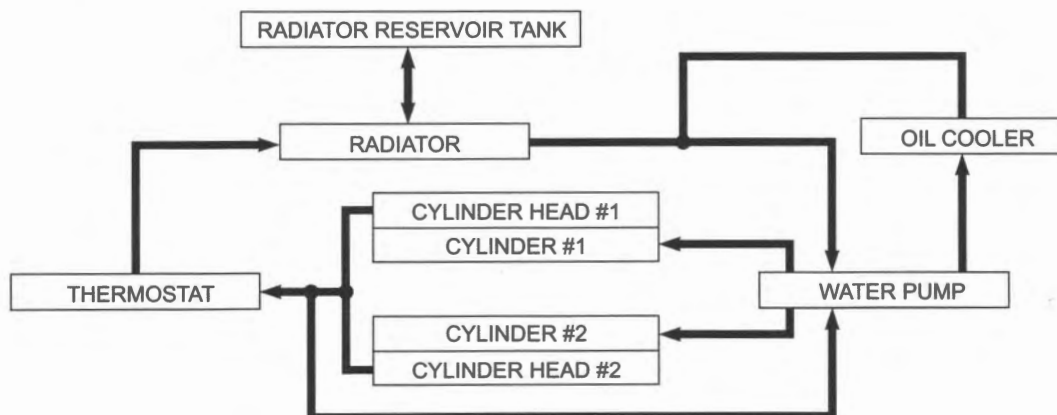 RADIATOR RESERVOIR TANK
RADIATOR
OIL COOLER
CYLINDER HEAD #1
CYLINDER #1
THERMOSTAT
WATER PUMP
CYLINDER #2
CYLINDER HEAD #2